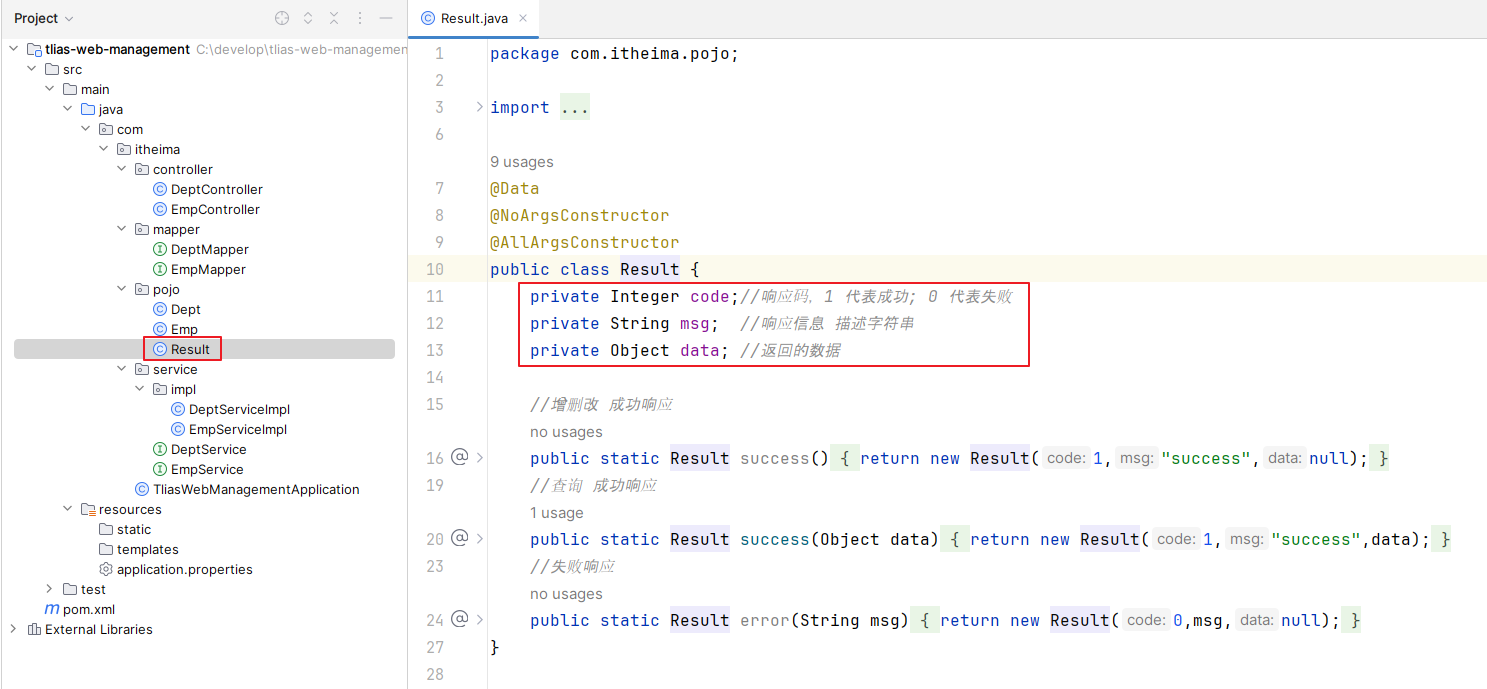 Project
tlias-web-management C:\develop\tlias-web-managemen
src
main
java
com
itheima
controller
DeptController
EmpController
mapper
DeptMapper
EmpMapper
pojo
Dept
Emp
Result
service
impl
DeptServiceImpl
EmpServiceImpl
DeptService
EmpService
TliasWebManagementApplication
resources
static
templates
application.properties
test
pom.xml
External Libraries
Result.java
1 package com.itheima.pojo;
2
3 import ...
6
9 usages
7 @Data
8 @NoArgsConstructor
9 @AllArgsConstructor
10 public class Result {
11 private Integer code;//响应码，1 代表成功; 0 代表失败
12 private String msg; //响应信息 描述字符串
13 private Object data; //返回的数据
14
15 //增删改 成功响应
no usages
16 @ public static Result success() { return new Result( code: 1, msg: "success", data: null); }
19 //查询 成功响应
1 usage
20 @ public static Result success(Object data) { return new Result( code: 1, msg: "success",data); }
23 //失败响应
no usages
24 @ public static Result error(String msg) { return new Result( code: 0,msg, data: null); }
27 }
28